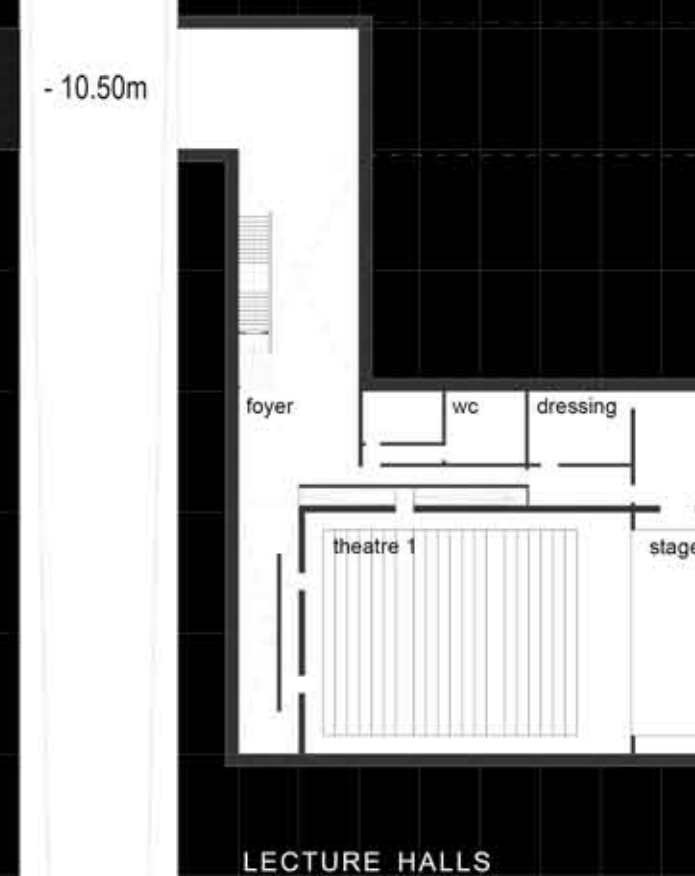 - 10.50m
foyer
wc
dressing
theatre 1
stage
LECTURE HALLS